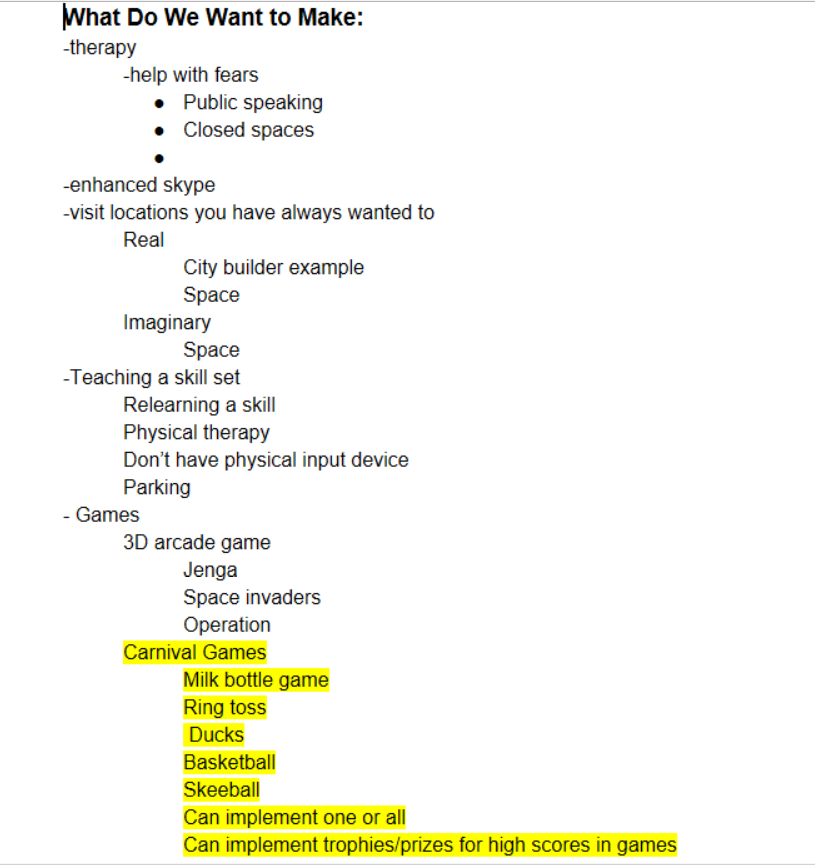 What Do We Want to Make:
-therapy
-help with fears
● Public speaking
● Closed spaces
●
-enhanced skype
-visit locations you have always wanted to
Real
City builder example
Space
Imaginary
Space
-Teaching a skill set
Relearning a skill
Physical therapy
Don’t have physical input device
Parking
- Games
3D arcade game
Jenga
Space invaders
Operation
Carnival Games
Milk bottle game
Ring toss
Ducks
Basketball
Skeeball
Can implement one or all
Can implement trophies/prizes for high scores in games